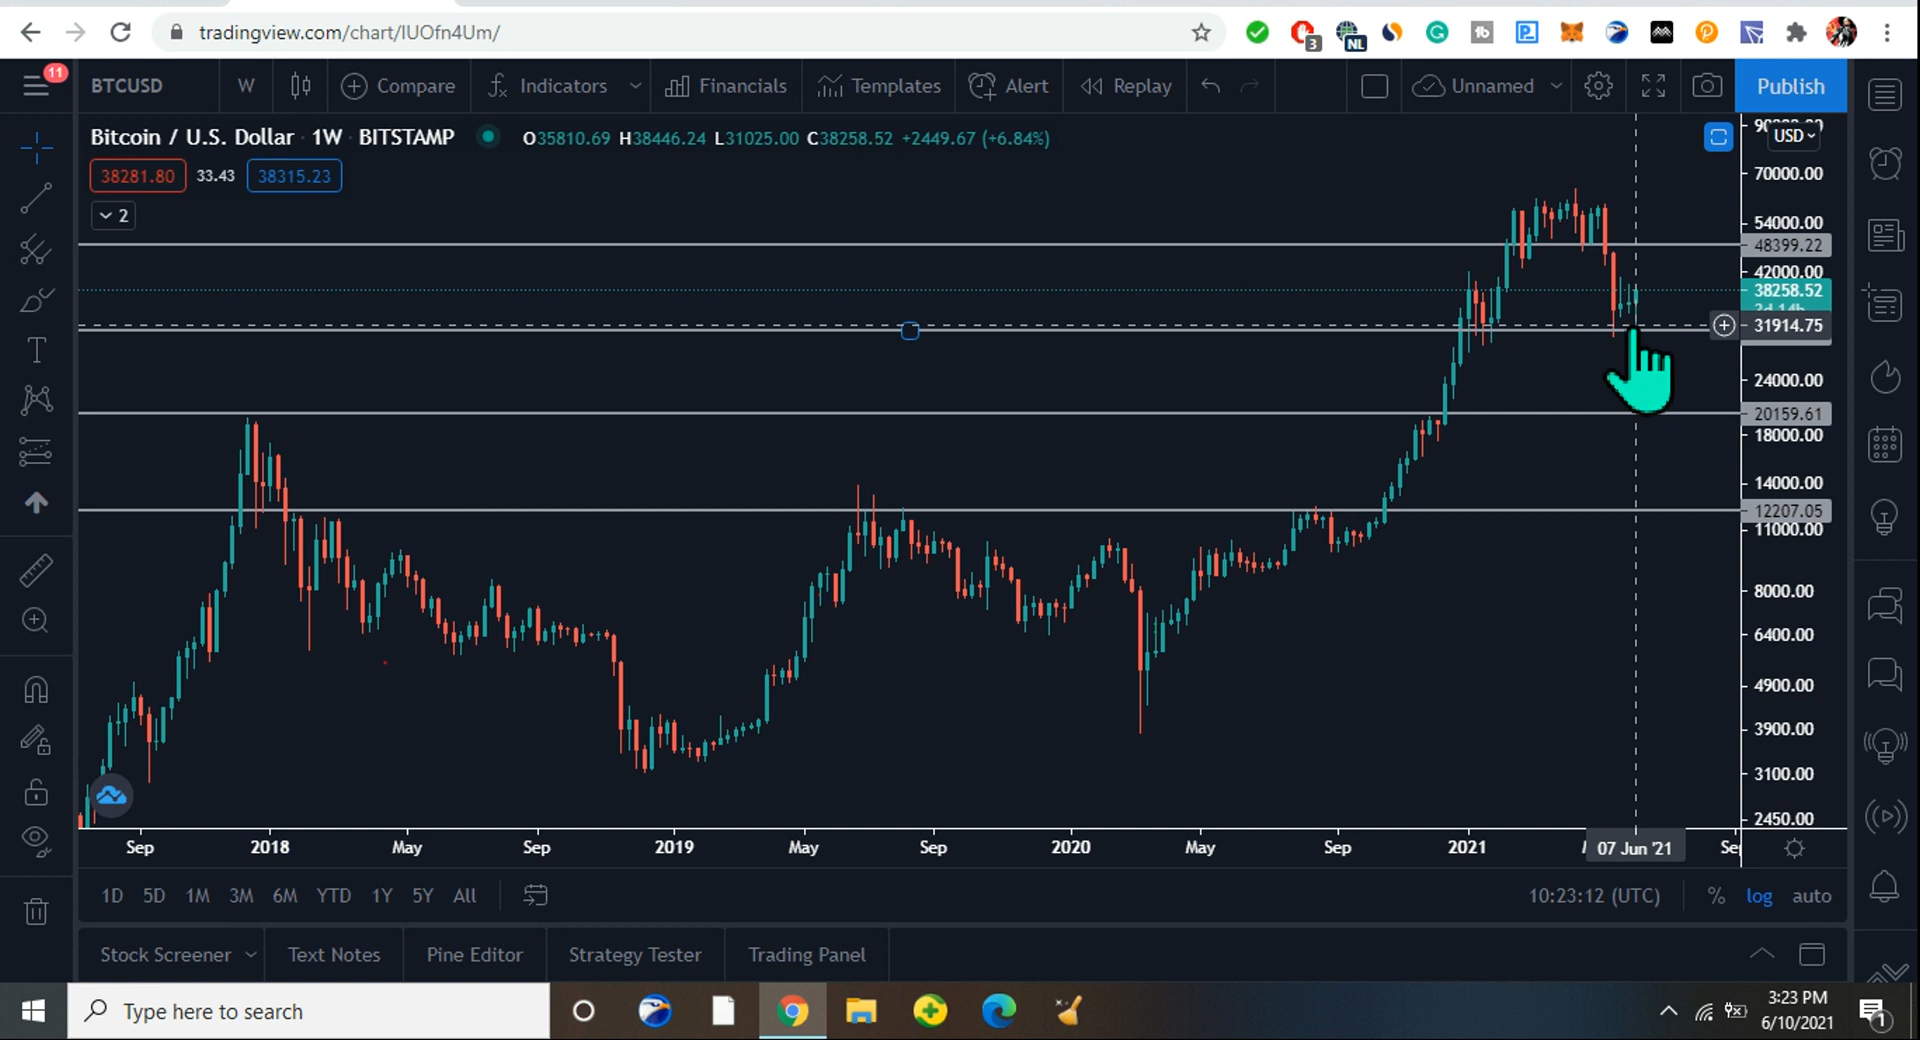 tradingview.com/chart/IUOfn4Um/
3
NL
11
BTCUSD W Compare Indicators Financials Templates Alert Replay Unnamed Publish
Bitcoin / U.S. Dollar · 1W · BITSTAMP O35810.69 H38446.24 L31025.00 C38258.52 +2449.67 (+6.84%)
38281.80 33.43 38315.23
2
USD
70000.00
54000.00
48399.22
42000.00
38258.52
2d 14h
31914.75
24000.00
20159.61
18000.00
14000.00
12207.05
11000.00
8000.00
6400.00
4900.00
3900.00
3100.00
2450.00
Sep 2018 May Sep 2019 May Sep 2020 May Sep 2021 07 Jun '21
1D 5D 1M 3M 6M YTD 1Y 5Y All 10:23:12 (UTC) % log auto
Stock Screener Text Notes Pine Editor Strategy Tester Trading Panel
Type here to search
3:23 PM
6/10/2021
1